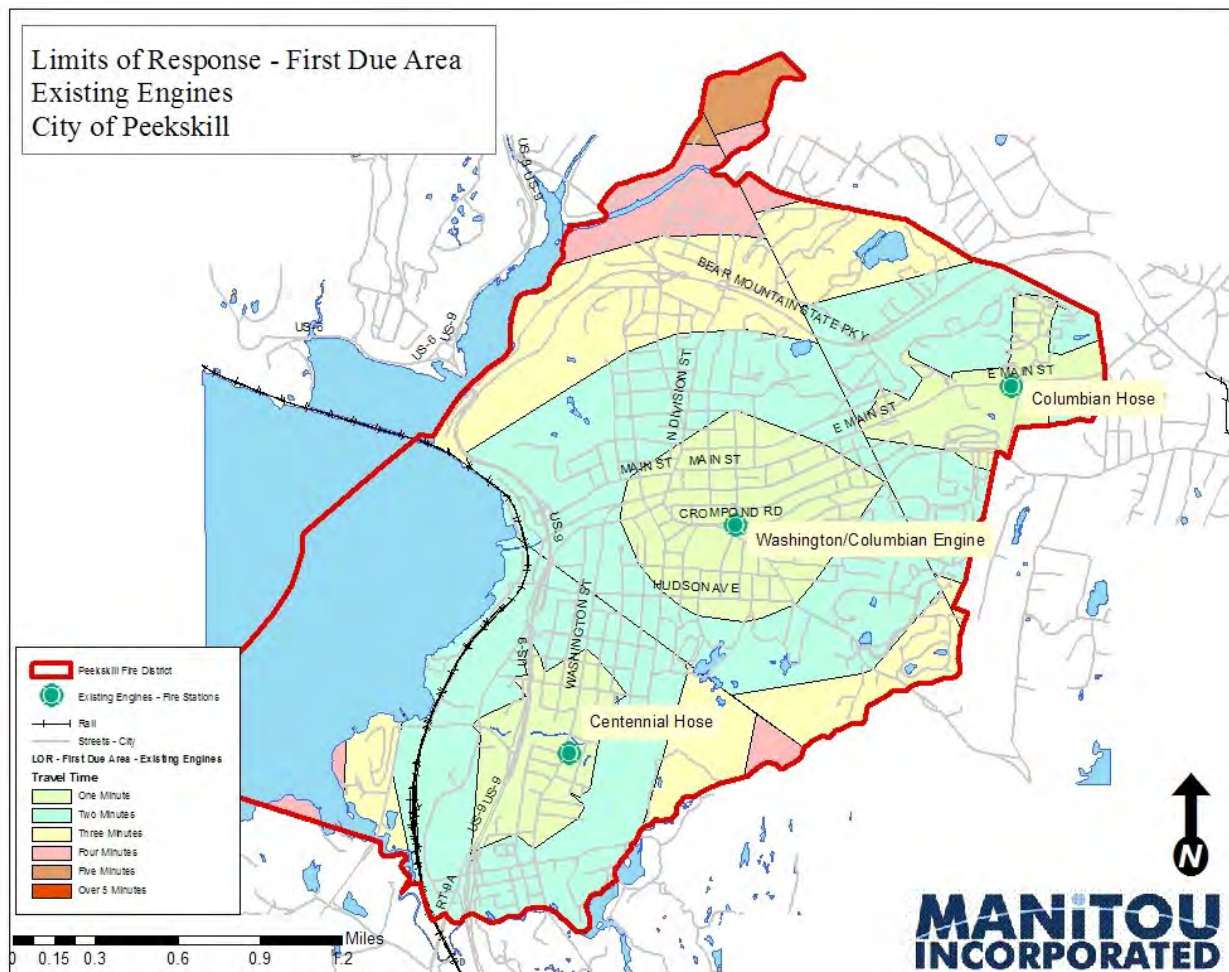 Limits of Response - First Due Area
Existing Engines
City of Peekskill
US-9 US-9
US-6
US-6
US-9
BEAR MOUNTAIN STATE PKY
N DIVISION ST
E MAIN ST
Columbian Hose
E MAIN ST
MAIN ST
MAIN ST
CROMPOND RD
Washington/Columbian Engine
US-9
HUDSON AVE
WASHINGTON ST
US-6
Centennial Hose
US-9 US-9
RT-9A
Peekskill Fire District
Existing Engines - Fire Stations
Rail
Streets - City
LOR - First Due Area - Existing Engines
Travel Time
One Minute
Two Minutes
Three Minutes
Four Minutes
Five Minutes
Over 5 Minutes
Miles
0 0.15 0.3 0.6 0.9 1.2
N
MANiTOU
INCORPORATED